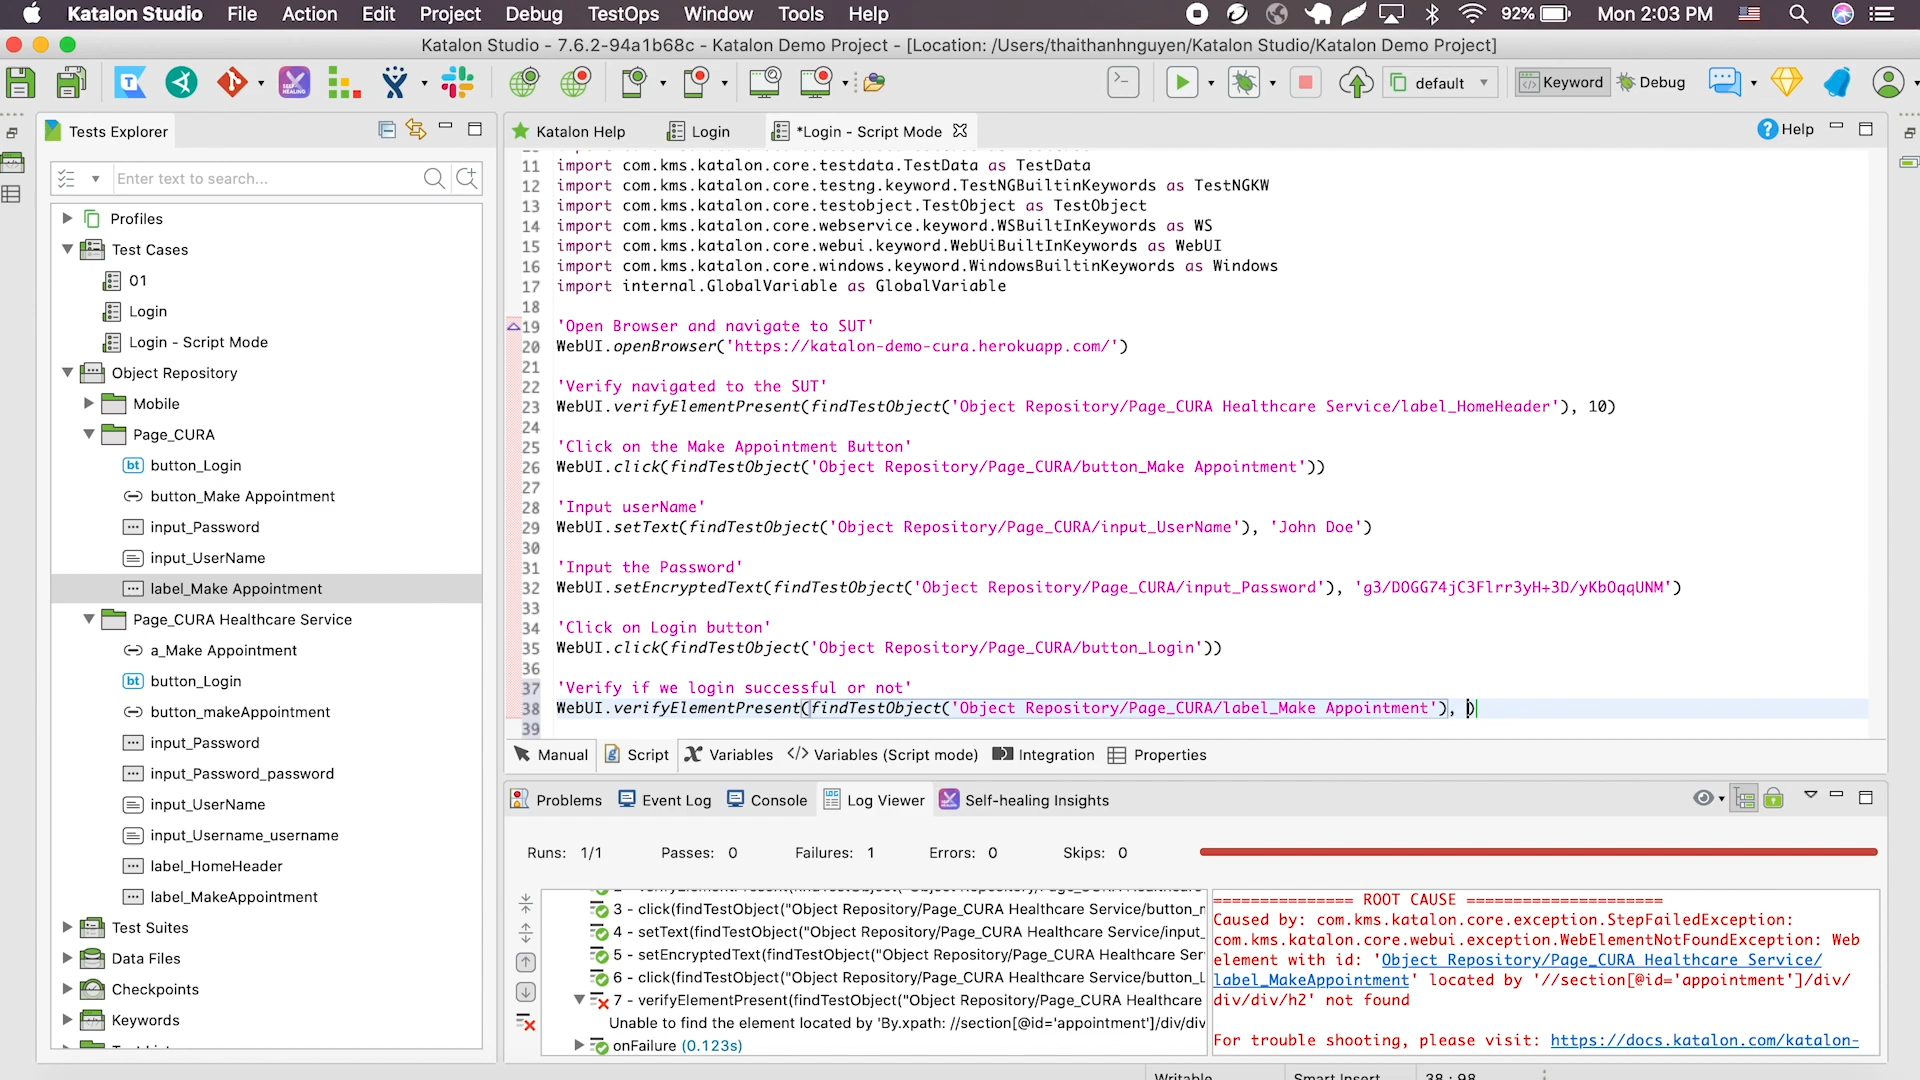 Katalon Studio File Action Edit Project Debug TestOps Window Tools Help 92% Mon 2:03 PM
Katalon Studio - 7.6.2-94a1b68c - Katalon Demo Project - [Location: /Users/thaithanhnguyen/Katalon Studio/Katalon Demo Project]
default Keyword Debug
Tests Explorer
Enter text to search...
Profiles
Test Cases
01
Login
Login - Script Mode
Object Repository
Mobile
Page_CURA
button_Login
button_Make Appointment
input_Password
input_UserName
label_Make Appointment
Page_CURA Healthcare Service
a_Make Appointment
button_Login
button_makeAppointment
input_Password
input_Password_password
input_UserName
input_Username_username
label_HomeHeader
label_MakeAppointment
Test Suites
Data Files
Checkpoints
Keywords
Katalon Help Login *Login - Script Mode Help
11 import com.kms.katalon.core.testdata.TestData as TestData
12 import com.kms.katalon.core.testng.keyword.TestNGBuiltinKeywords as TestNGKW
13 import com.kms.katalon.core.testobject.TestObject as TestObject
14 import com.kms.katalon.core.webservice.keyword.WSBuiltInKeywords as WS
15 import com.kms.katalon.core.webui.keyword.WebUiBuiltInKeywords as WebUI
16 import com.kms.katalon.core.windows.keyword.WindowsBuiltinKeywords as Windows
17 import internal.GlobalVariable as GlobalVariable
18
19 'Open Browser and navigate to SUT'
20 WebUI.openBrowser('https://katalon-demo-cura.herokuapp.com/')
21
22 'Verify navigated to the SUT'
23 WebUI.verifyElementPresent(findTestObject('Object Repository/Page_CURA Healthcare Service/label_HomeHeader'), 10)
24
25 'Click on the Make Appointment Button'
26 WebUI.click(findTestObject('Object Repository/Page_CURA/button_Make Appointment'))
27
28 'Input userName'
29 WebUI.setText(findTestObject('Object Repository/Page_CURA/input_UserName'), 'John Doe')
30
31 'Input the Password'
32 WebUI.setEncryptedText(findTestObject('Object Repository/Page_CURA/input_Password'), 'g3/DOGG74jC3Flrr3yH+3D/yKbOqqUNM')
33
34 'Click on Login button'
35 WebUI.click(findTestObject('Object Repository/Page_CURA/button_Login'))
36
37 'Verify if we login successful or not'
38 WebUI.verifyElementPresent(findTestObject('Object Repository/Page_CURA/label_Make Appointment'), )
39
Manual Script Variables Variables (Script mode) Integration Properties
Problems Event Log Console Log Viewer Self-healing Insights
Runs: 1/1 Passes: 0 Failures: 1 Errors: 0 Skips: 0
3 - click(findTestObject("Object Repository/Page_CURA Healthcare Service/button_
4 - setText(findTestObject("Object Repository/Page_CURA Healthcare Service/input_
5 - setEncryptedText(findTestObject("Object Repository/Page_CURA Healthcare Ser
6 - click(findTestObject("Object Repository/Page_CURA Healthcare Service/button_L
7 - verifyElementPresent(findTestObject("Object Repository/Page_CURA Healthcare
Unable to find the element located by 'By.xpath: //section[@id='appointment']/div/div
onFailure (0.123s)
=============== ROOT CAUSE =====================
Caused by: com.kms.katalon.core.exception.StepFailedException:
com.kms.katalon.core.webui.exception.WebElementNotFoundException: Web
element with id: 'Object Repository/Page_CURA Healthcare Service/
label_MakeAppointment' located by '//section[@id='appointment']/div/
div/div/h2' not found
For trouble shooting, please visit: https://docs.katalon.com/katalon-
Writable Smart Insert 38 : 98